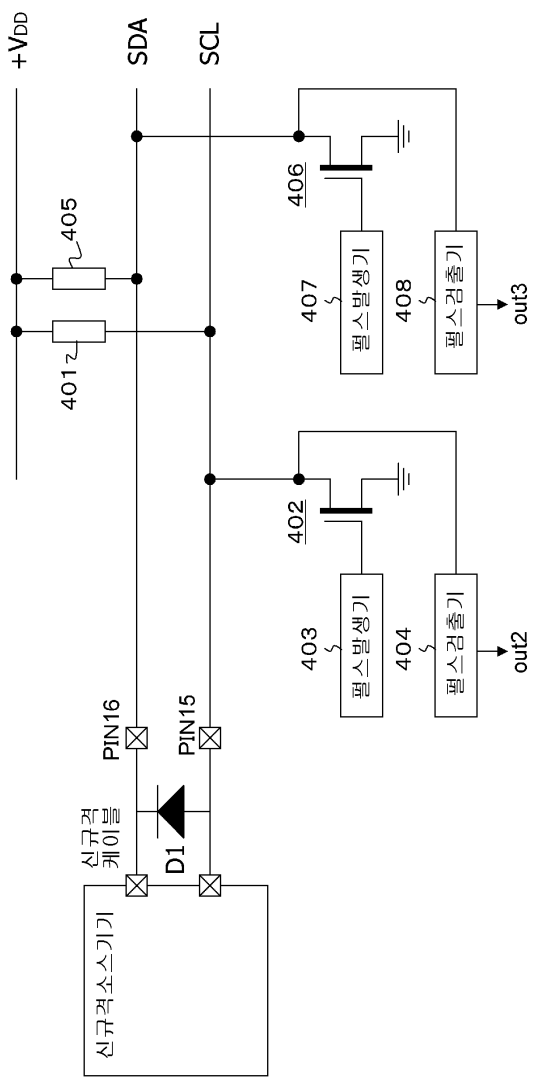 +VDD
SDA
SCL
405
401
406
407
펄스발생기
408
펄스검출기
out3
402
403
펄스발생기
404
펄스검출기
out2
PIN16
PIN15
신규격
케이블
D1
신규격소스기기